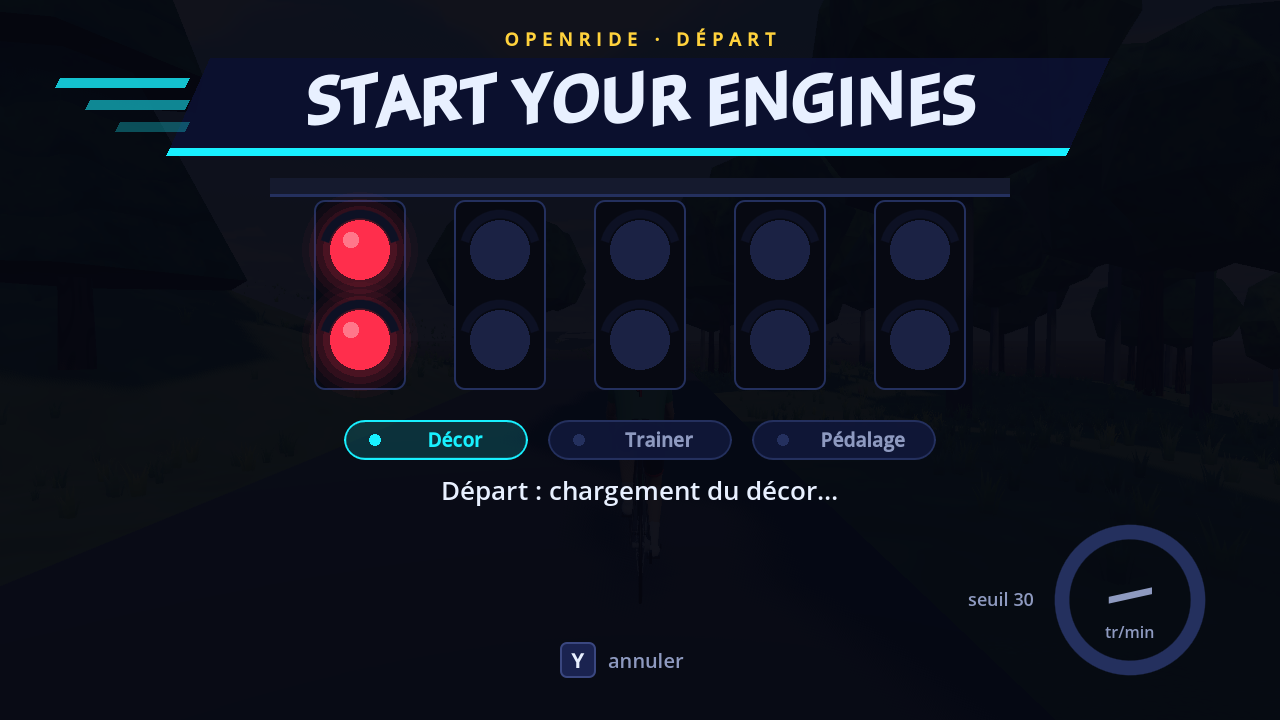 OPENRIDE · DÉPART
START YOUR ENGINES
Décor
Trainer
Pédalage
Départ : chargement du décor...
seuil 30
—
tr/min
Y annuler